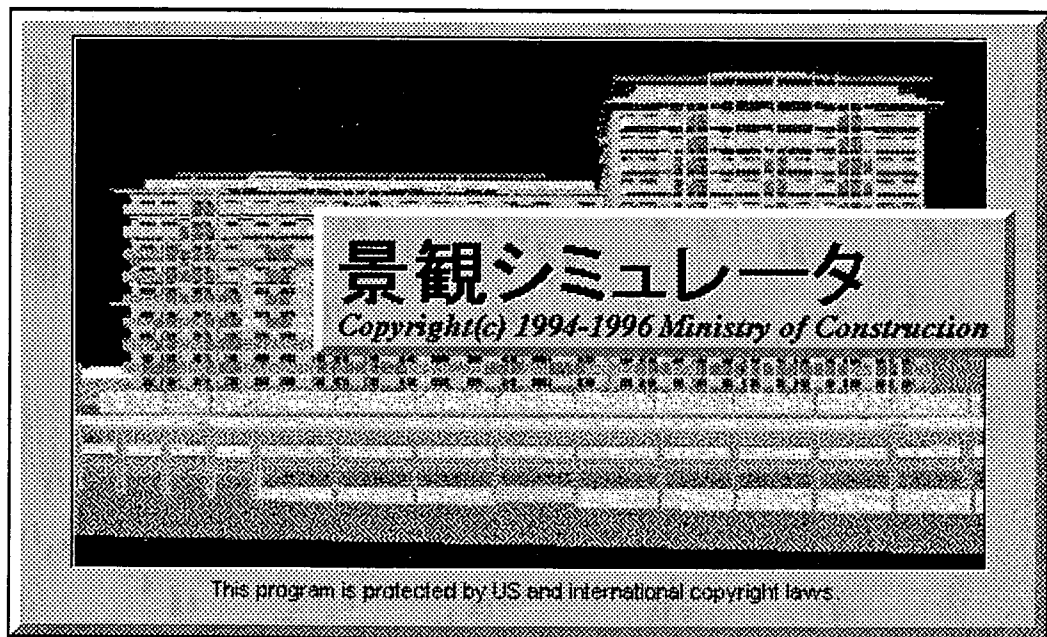 景観シミュレータ
Copyright(c) 1994-1996 Ministry of Construction
This program is protected by US and international copyright laws.